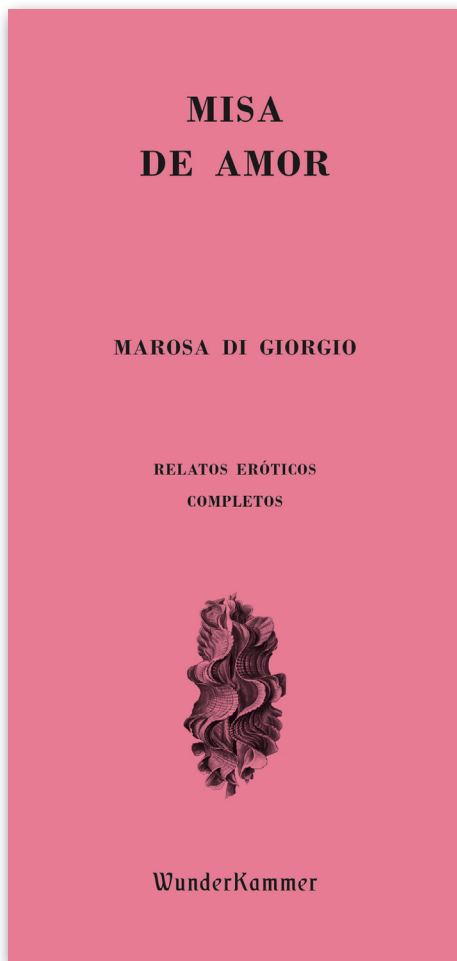 MISA
DE AMOR
MAROSA DI GIORGIO
RELATOS ERÓTICOS
COMPLETOS
WunderKammer